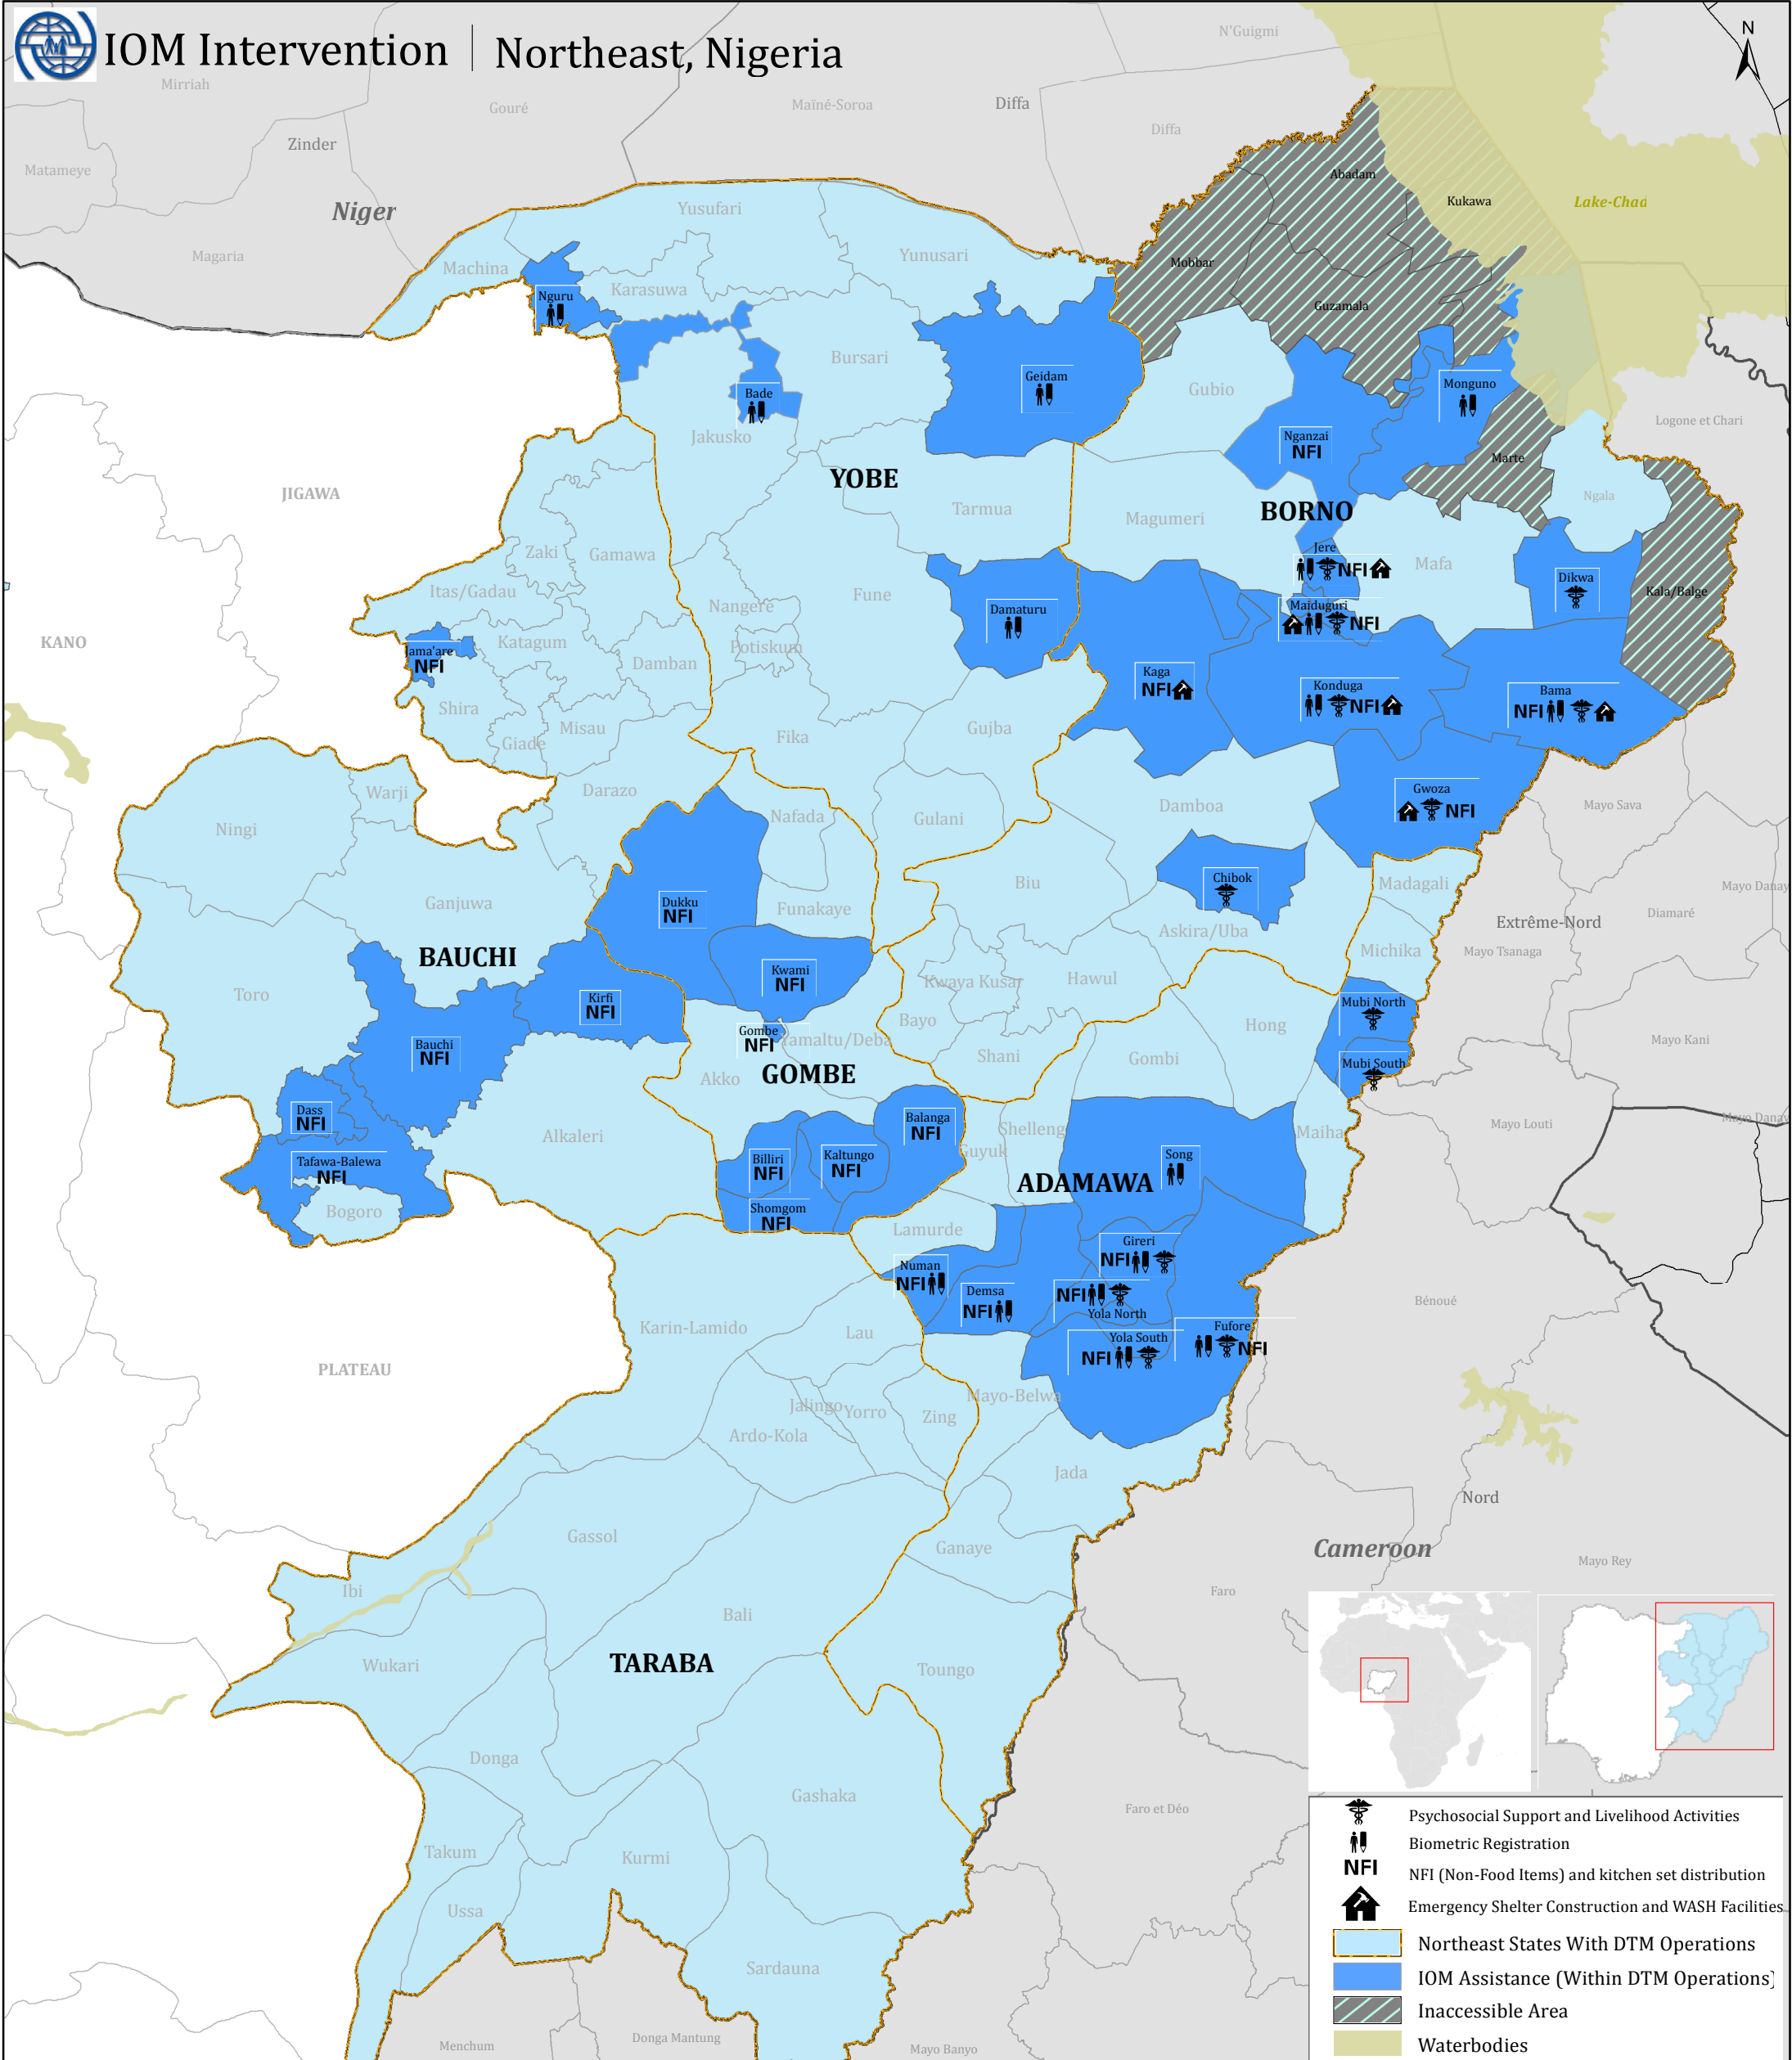 IOM Intervention | Northeast, Nigeria
N
N'Guigmi
Mirriah
Gouré
Maïné-Soroa
Diffa
Diffa
Zinder
Matameye
Niger
Magaria
Abadam
Kukawa
Lake-Chad
Yusufari
Yunusari
Machina
Mobbar
Karasuwa
Nguru
Guzamala
Bursari
Geidam
Gubio
Monguno
Bade
Jakusko
Logone et Chari
Nganzai
NFI
Marte
YOBE
JIGAWA
Ngala
Tarmua
Magumeri
BORNO
Zaki
Gamawa
Jere
NFI
Mafa
Dikwa
Itas/Gadau
Fune
Nangere
Damaturu
Maiduguri
NFI
Kala/Balge
KANO
Katagum
Potiskum
Jama'are
NFI
Damban
Kaga
NFI
Konduga
NFI
Bama
NFI
Shira
Misau
Giade
Fika
Gujba
Warji
Darazo
Gwoza
NFI
Mayo Sava
Damboa
Ningi
Nafada
Gulani
Chibok
Biu
Madagali
Mayo Danay
Ganjuwa
Dukku
NFI
Funakaye
Diamaré
Extrême-Nord
Askira/Uba
Michika
Mayo Tsanaga
BAUCHI
Kwami
NFI
Kwaya Kusar
Hawul
Toro
Kirfi
NFI
Mubi North
Bayo
Hong
Gombe
NFI
Yamaltu/Deba
Mayo Kani
Bauchi
NFI
Shani
Gombi
Mubi South
Akko
GOMBE
Dass
NFI
Balanga
NFI
Mayo Danay
Mayo Louti
Alkaleri
Shelleng
Maiha
Guyuk
Tafawa-Balewa
NFI
Billiri
NFI
Kaltungo
NFI
Song
ADAMAWA
Bogoro
Shomgom
NFI
Lamurde
Gireri
NFI
Numan
NFI
Demsa
NFI
NFI
Yola North
Bénoué
Karin-Lamido
Lau
Fufore
NFI
Yola South
NFI
PLATEAU
Mayo-Belwa
Jalingo
Yorro
Zing
Ardo-Kola
Jada
Nord
Gassol
Ganaye
Cameroon
Mayo Rey
Ibi
Faro
Bali
TARABA
Wukari
Toungo
Donga
Gashaka
Faro et Déo
Takum
Kurmi
Ussa
Sardauna
Menchum
Donga Mantung
Mayo Banyo
Psychosocial Support and Livelihood Activities
Biometric Registration
NFI NFI (Non-Food Items) and kitchen set distribution
Emergency Shelter Construction and WASH Facilities
Northeast States With DTM Operations
IOM Assistance (Within DTM Operations)
Inaccessible Area
Waterbodies